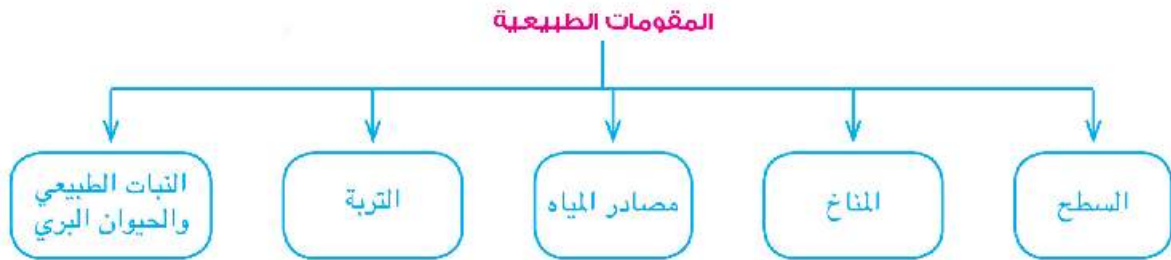 المقومات الطبيعية
السطح
المناخ
مصادر المياه
التربة
النبات الطبيعي
والحيوان البري